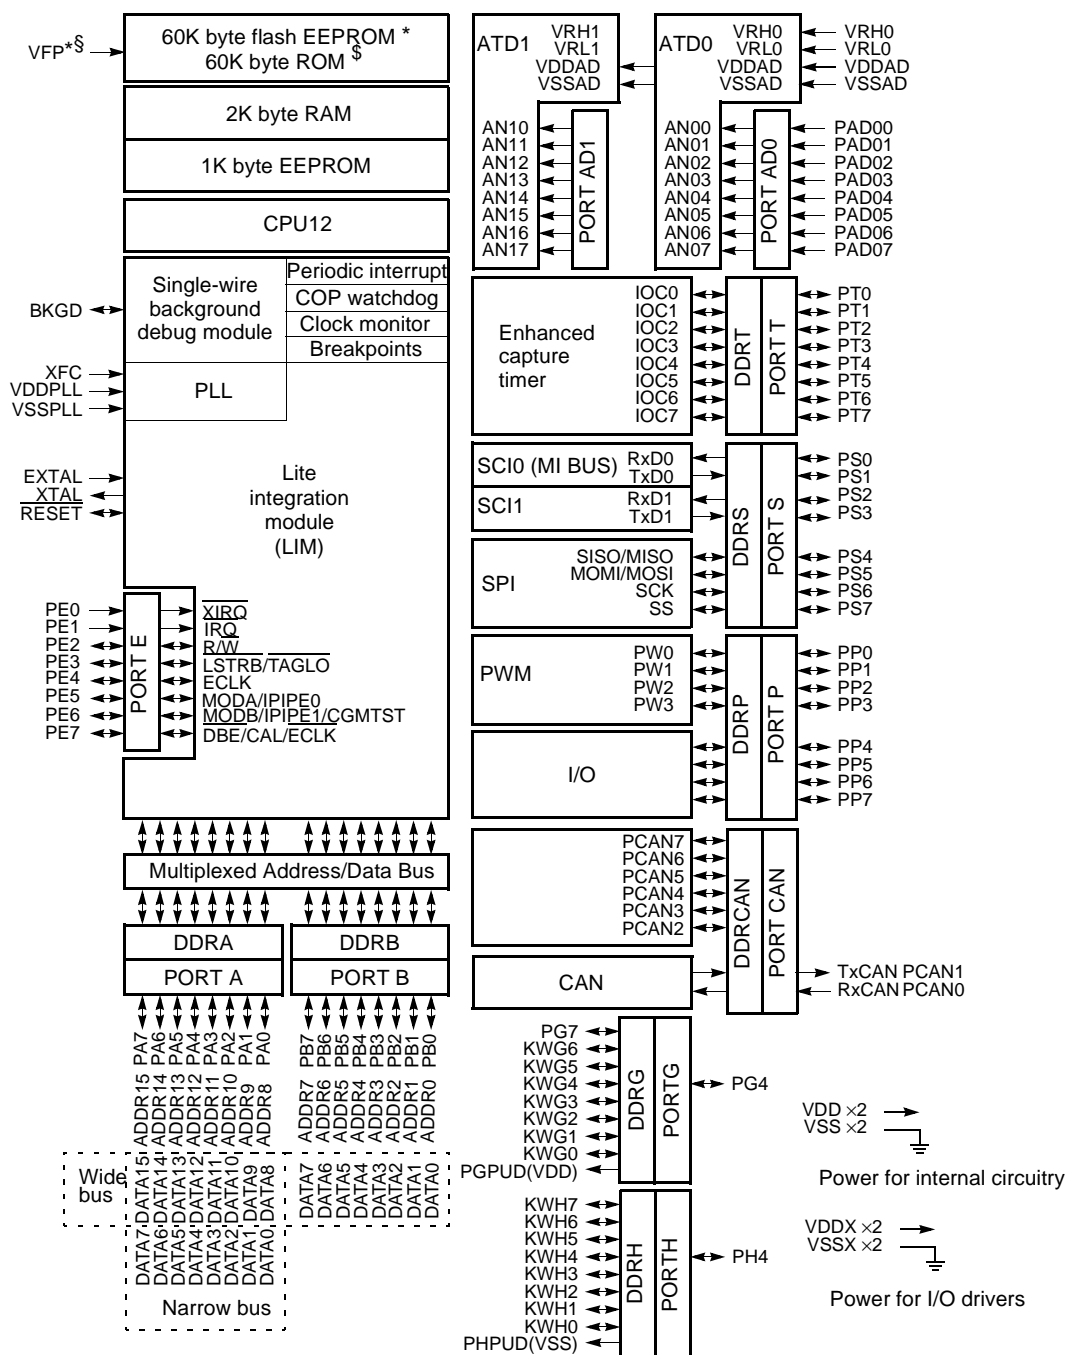 VFP*§
60K byte flash EEPROM *
60K byte ROM $
2K byte RAM
1K byte EEPROM
CPU12
BKGD
Single-wire
background
debug module
Periodic interrupt
COP watchdog
Clock monitor
Breakpoints
XFC
VDDPLL
VSSPLL
PLL
EXTAL
XTAL
RESET
Lite
integration
module
(LIM)
PE0
PE1
PE2
PE3
PE4
PE5
PE6
PE7
PORT E
XIRQ
IRQ
R/W
LSTRB/TAGLO
ECLK
MODA/IPIPE0
MODB/IPIPE1/CGMTST
DBE/CAL/ECLK
Multiplexed Address/Data Bus
DDRA
DDRB
PORT A
PORT B
PA7
PA6
PA5
PA4
PA3
PA2
PA1
PA0
PB7
PB6
PB5
PB4
PB3
PB2
PB1
PB0
ADDR15
ADDR14
ADDR13
ADDR12
ADDR11
ADDR10
ADDR9
ADDR8
ADDR7
ADDR6
ADDR5
ADDR4
ADDR3
ADDR2
ADDR1
ADDR0
Wide
bus
DATA15
DATA14
DATA13
DATA12
DATA11
DATA10
DATA9
DATA8
DATA7
DATA6
DATA5
DATA4
DATA3
DATA2
DATA1
DATA0
DATA7
DATA6
DATA5
DATA4
DATA3
DATA2
DATA1
DATA0
Narrow bus
ATD1
VRH1
VRL1
VDDAD
VSSAD
AN10
AN11
AN12
AN13
AN14
AN15
AN16
AN17
PORT AD1
ATD0
VRH0
VRL0
VDDAD
VSSAD
VRH0
VRL0
VDDAD
VSSAD
AN00
AN01
AN02
AN03
AN04
AN05
AN06
AN07
PORT AD0
PAD00
PAD01
PAD02
PAD03
PAD04
PAD05
PAD06
PAD07
Enhanced
capture
timer
IOC0
IOC1
IOC2
IOC3
IOC4
IOC5
IOC6
IOC7
DDRT
PORT T
PT0
PT1
PT2
PT3
PT4
PT5
PT6
PT7
SCI0 (MI BUS)
RxD0
TxD0
SCI1
RxD1
TxD1
SPI
SISO/MISO
MOMI/MOSI
SCK
SS
DDRS
PORT S
PS0
PS1
PS2
PS3
PS4
PS5
PS6
PS7
PWM
PW0
PW1
PW2
PW3
I/O
DDRP
PORT P
PP0
PP1
PP2
PP3
PP4
PP5
PP6
PP7
PCAN7
PCAN6
PCAN5
PCAN4
PCAN3
PCAN2
CAN
DDRCAN
PORT CAN
TxCAN PCAN1
RxCAN PCAN0
PG7
KWG6
KWG5
KWG4
KWG3
KWG2
KWG1
KWG0
PGPUD(VDD)
DDRG
PORTG
PG4
KWH7
KWH6
KWH5
KWH4
KWH3
KWH2
KWH1
KWH0
PHPUD(VSS)
DDRH
PORTH
PH4
VDD ×2
VSS ×2
Power for internal circuitry
VDDX ×2
VSSX ×2
Power for I/O drivers